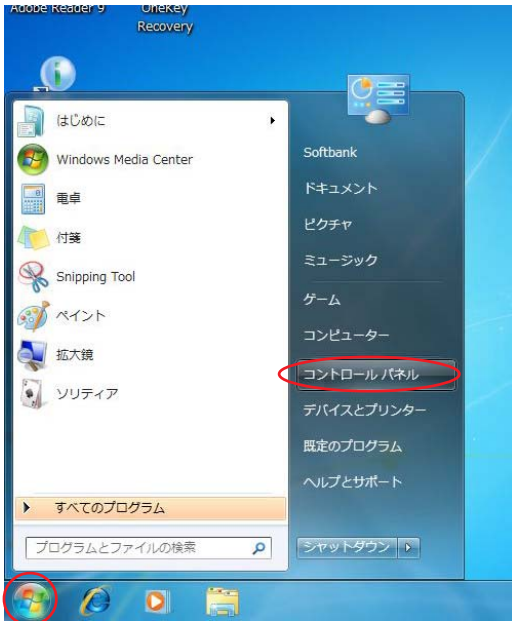 Adobe Reader 9
OneKey
Recovery
はじめに
Windows Media Center
電卓
付箋
Snipping Tool
ペイント
拡大鏡
ソリティア
すべてのプログラム
プログラムとファイルの検索
Softbank
ドキュメント
ピクチャ
ミュージック
ゲーム
コンピューター
コントロール パネル
デバイスとプリンター
既定のプログラム
ヘルプとサポート
シャットダウン